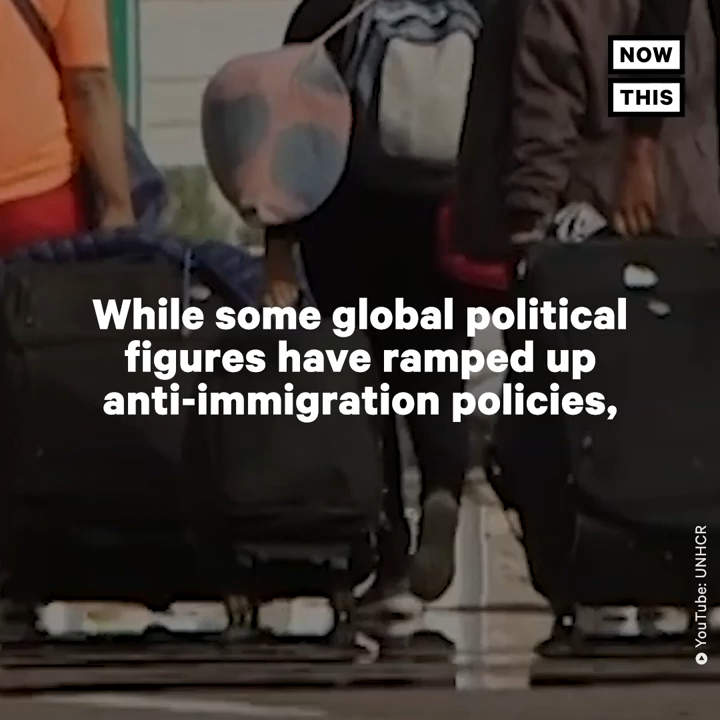 NOW
THIS
While some global political
figures have ramped up
anti-immigration policies,
YouTube: UNHCR